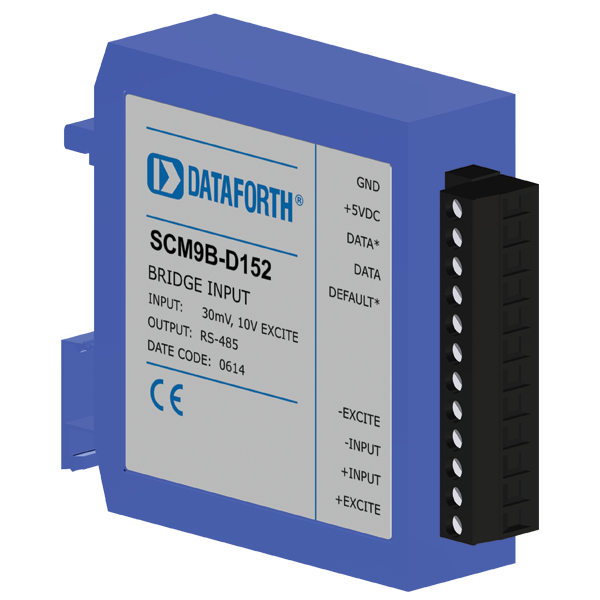 DATAFORTH®
SCM9B-D152
BRIDGE INPUT
INPUT: 30mV, 10V EXCITE
OUTPUT: RS-485
DATE CODE: 0614
CE
GND
+5VDC
DATA*
DATA
DEFAULT*
-EXCITE
-INPUT
+INPUT
+EXCITE